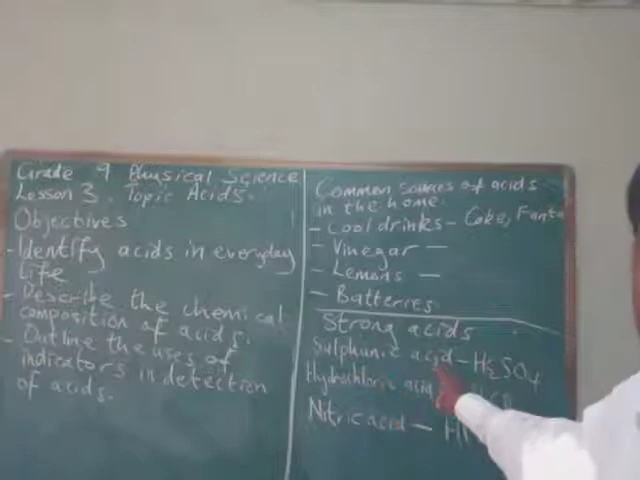 Grade 9 Physical Science
Lesson 3. Topic Acids.
Objectives
- Identify acids in everyday
life
- Describe the chemical
composition of acids.
- Outline the uses of
indicators in detection
of acids.
Common sources of acids
in the home.
- Cool drinks - Coke, Fanta
- Vinegar -
- Lemons -
- Batteries
Strong acids
Sulphuric acid - H2SO4
Hydrochloric acid
Nitric acid -